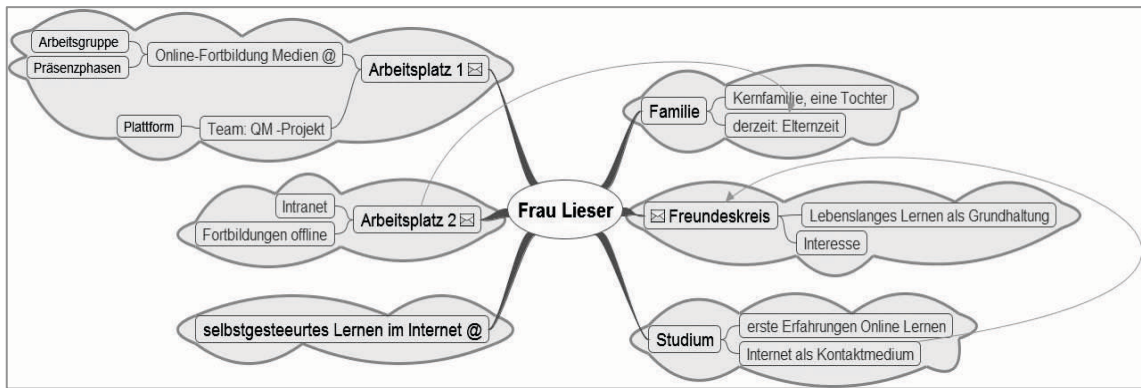 Arbeitsgruppe
Präsenzphasen
Online-Fortbildung Medien @
Arbeitsplatz 1
Plattform
Team: QM -Projekt
Intranet
Fortbildungen offline
Arbeitsplatz 2
selbstgesteeurtes Lernen im Internet @
Frau Lieser
Familie
Kernfamilie, eine Tochter
derzeit: Elternzeit
Freundeskreis
Lebenslanges Lernen als Grundhaltung
Interesse
Studium
erste Erfahrungen Online Lernen
Internet als Kontaktmedium